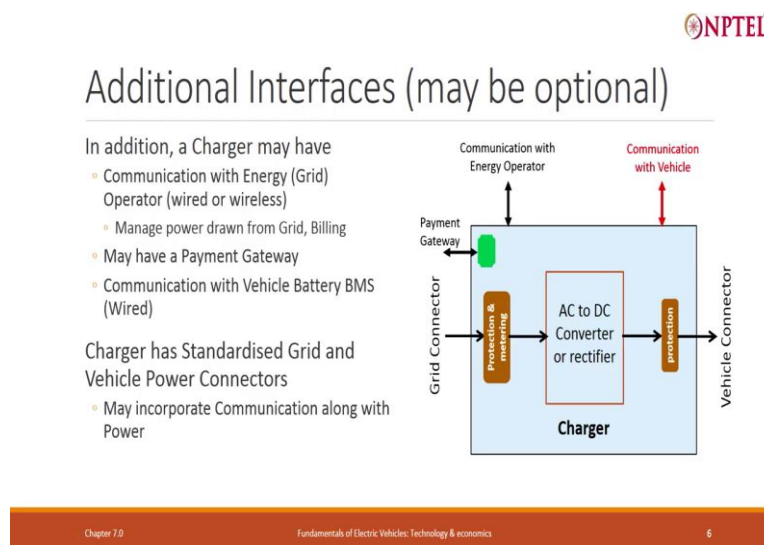 NPTEL
Additional Interfaces (may be optional)
In addition, a Charger may have
Communication with Energy (Grid)
Operator (wired or wireless)
Manage power drawn from Grid, Billing
May have a Payment Gateway
Communication with Vehicle Battery BMS
(Wired)
Charger has Standardised Grid and
Vehicle Power Connectors
May incorporate Communication along with
Power
Communication with
Energy Operator
Communication
with Vehicle
Payment
Gateway
Grid Connector
Protection &
metering
AC to DC
Converter
or rectifier
protection
Vehicle Connector
Charger
Chapter 7.0
Fundamentals of Electric Vehicles: Technology & economics
6